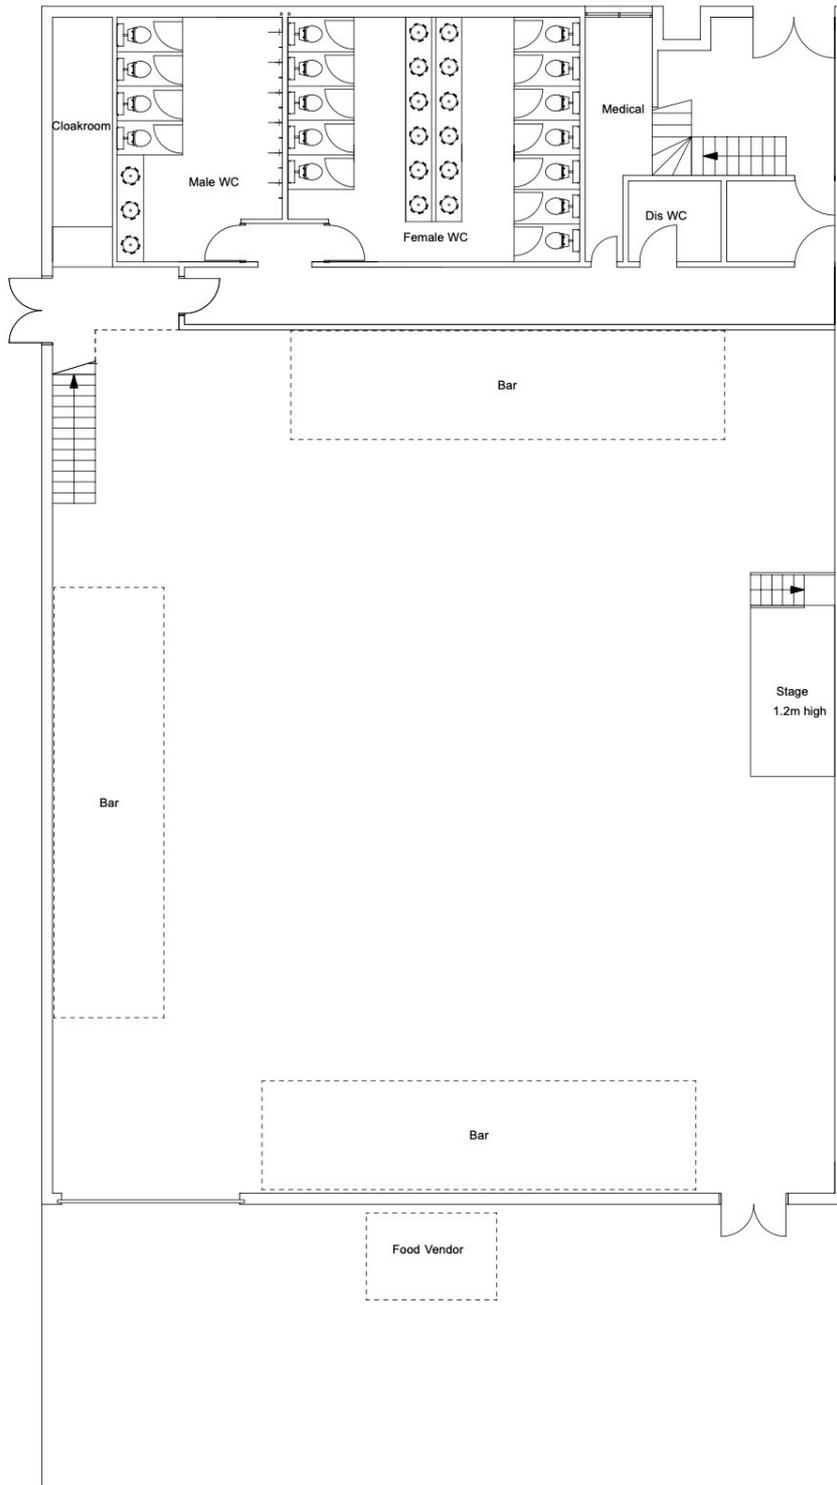 Cloakroom
Medical
Male WC
Dis WC
Female WC
Bar
Stage
1.2m high
Bar
Bar
Food Vendor